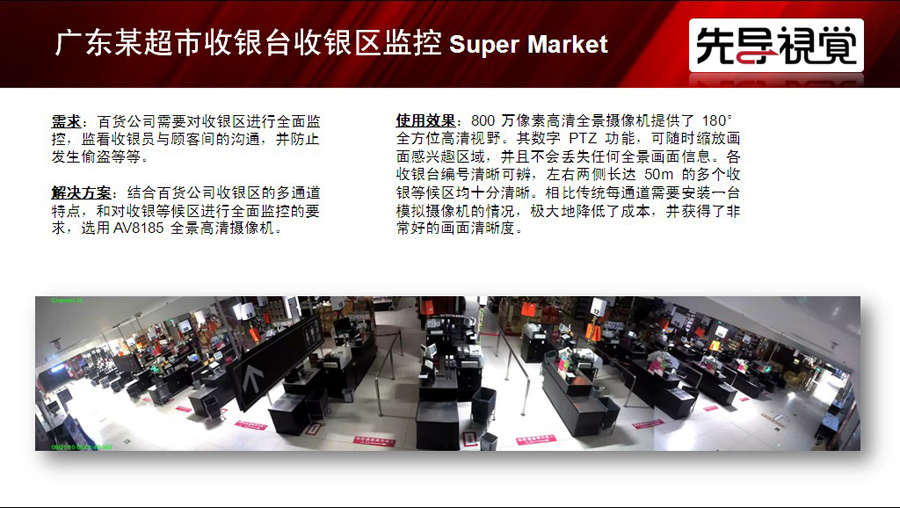 广东某超市收银台收银区监控 Super Market
先导視覺
需求：百货公司需要对收银区进行全面监
控，监看收银员与顾客间的沟通，并防止
发生偷盗等等。
解决方案：结合百货公司收银区的多通道
特点，和对收银等候区进行全面监控的要
求，选用AV8185 全景高清摄像机。
使用效果：800 万像素高清全景摄像机提供了 180°
全方位高清视野。其数字 PTZ 功能，可随时缩放画
面感兴趣区域，并且不会丢失任何全景画面信息。各
收银台编号清晰可辨，左右两侧长达 50m 的多个收
银等候区均十分清晰。相比传统每通道需要安装一台
模拟摄像机的情况，极大地降低了成本，并获得了非
常好的画面清晰度。
12